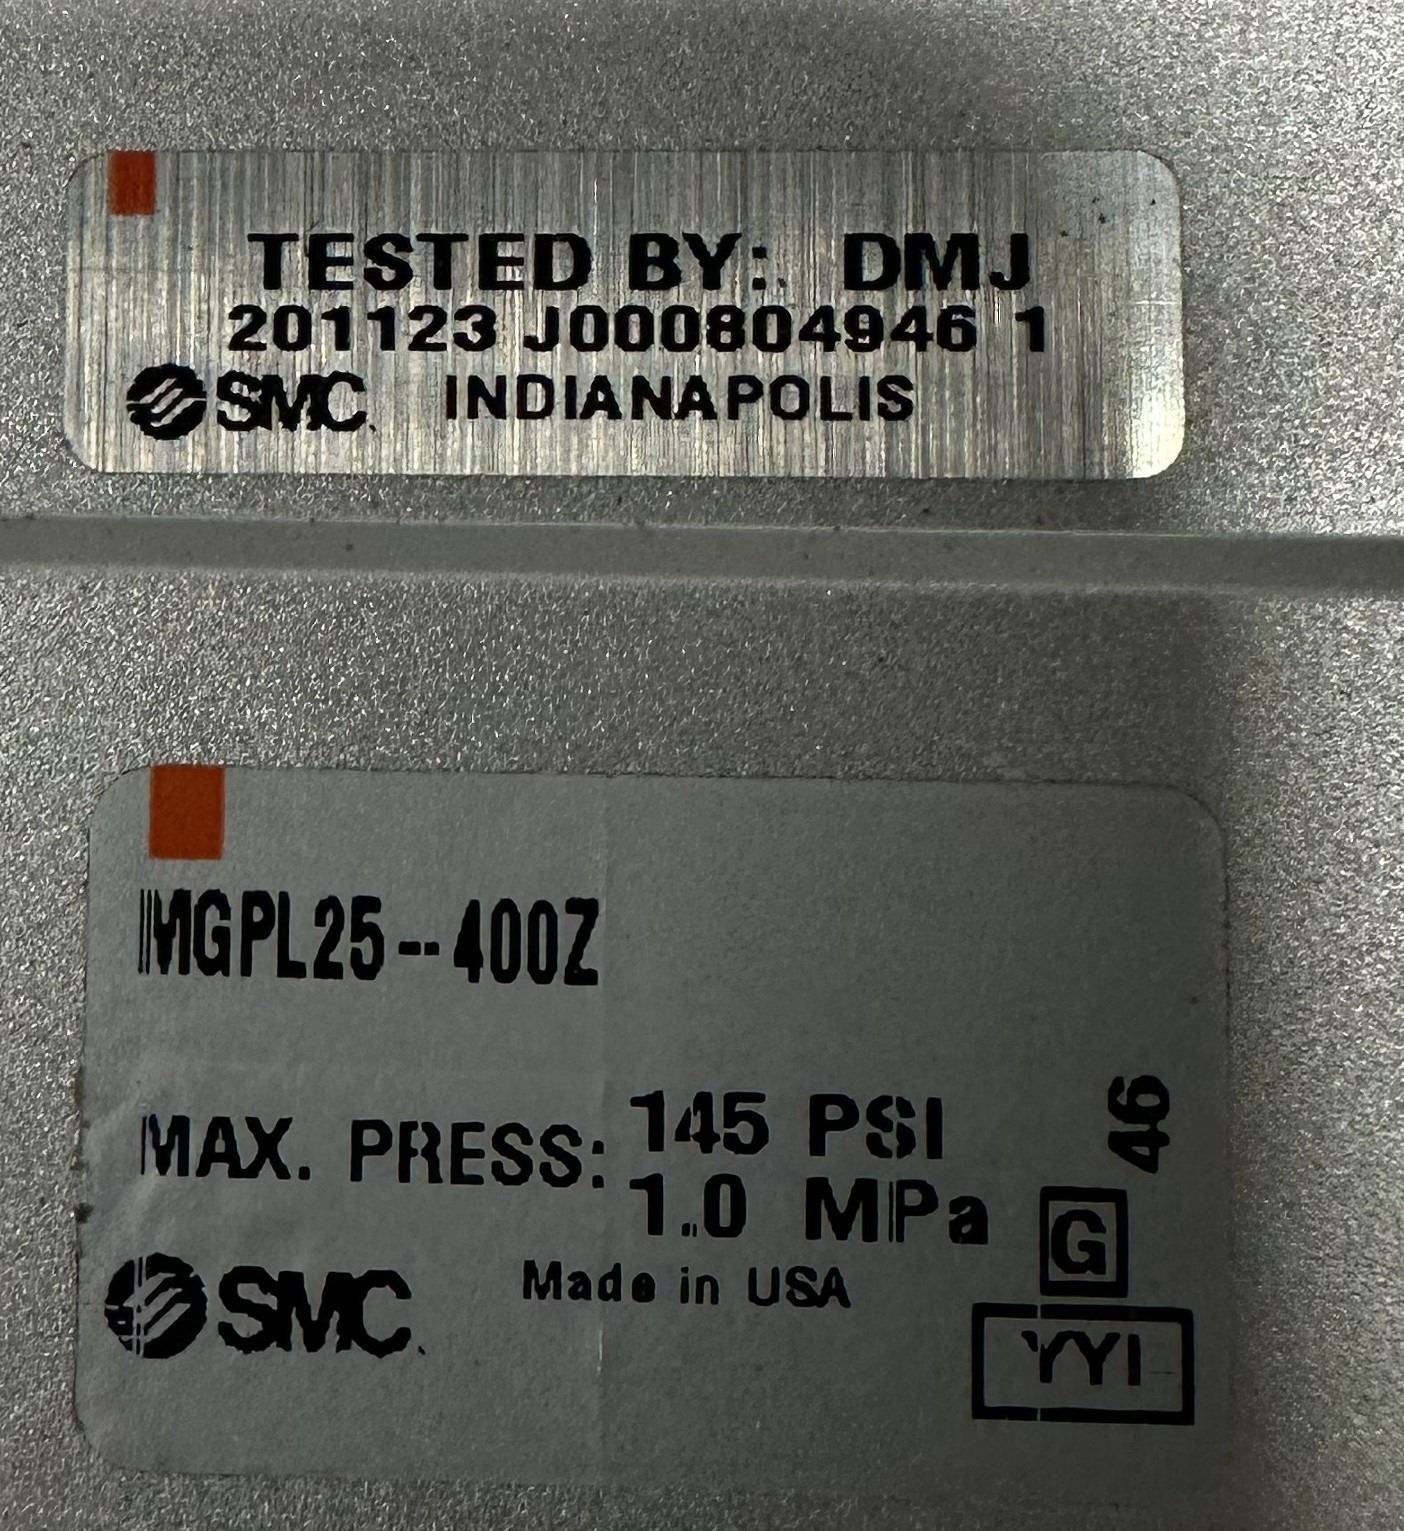 TESTED BY: DMJ
201123 J000804946 1
SMC INDIANAPOLIS
MGPL25-400Z
MAX. PRESS: 145 PSI
1.0 MPa
46
G
SMC Made in USA
YYI